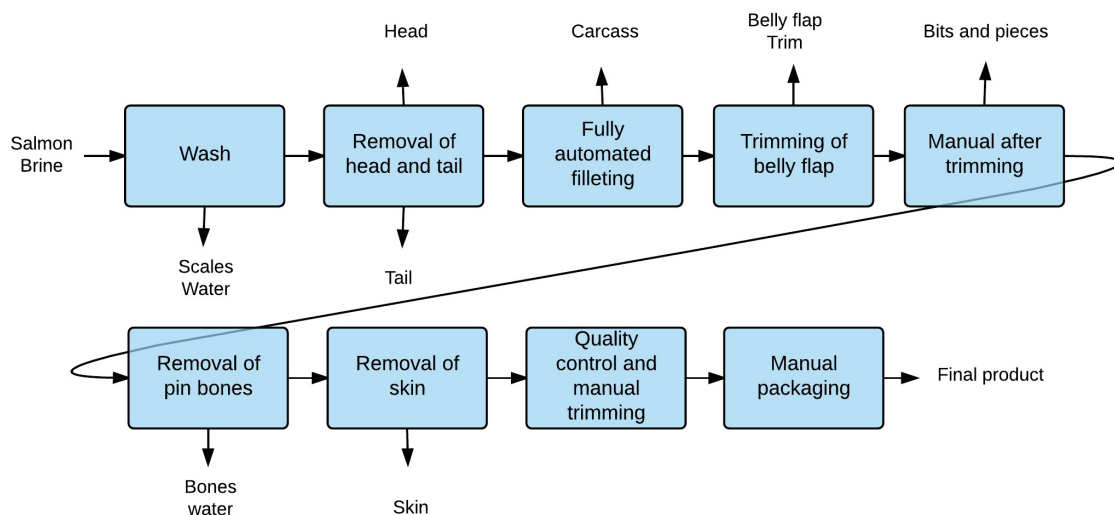 Head
Carcass
Belly flap
Trim
Bits and pieces
Salmon
Brine
Wash
Removal of
head and tail
Fully
automated
filleting
Trimming of
belly flap
Manual after
trimming
Scales
Water
Tail
Removal of
pin bones
Removal of
skin
Quality
control and
manual
trimming
Manual
packaging
Final product
Bones
water
Skin